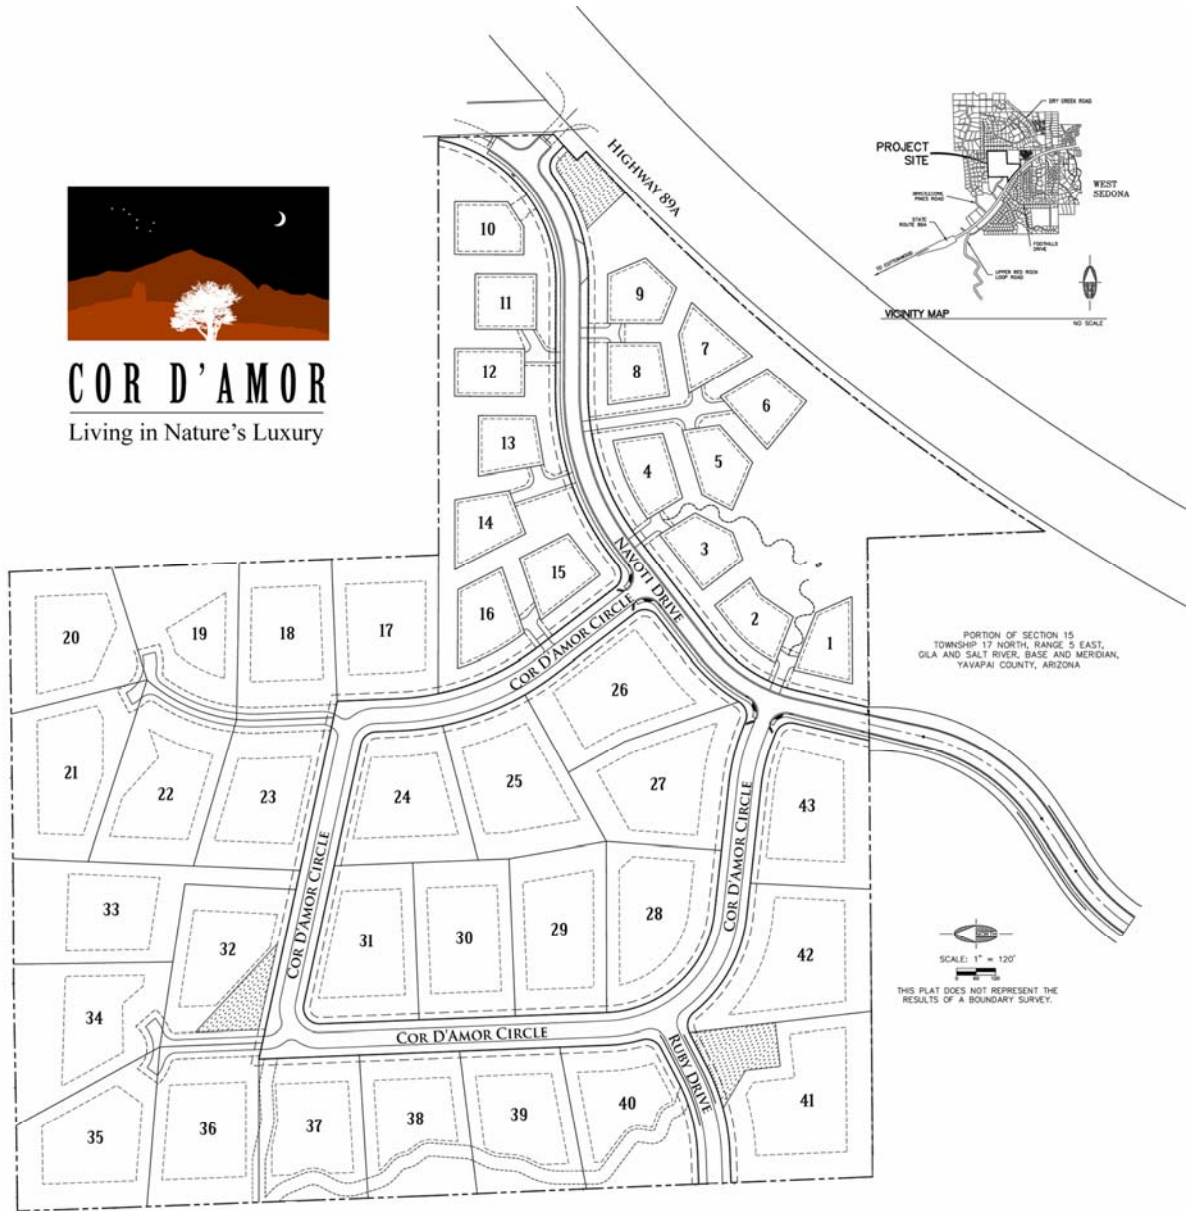 HIGHWAY 89A
DRY CREEK ROAD
PROJECT
SITE
WEST
SEDONA
STATE
ROUTE 89A
FOOTHILLS
DRIVE
TO COTTONWOOD
UPPER RED ROCK
LOOP ROAD
VICINITY MAP
NO SCALE
COR D'AMOR
Living in Nature's Luxury
10
11
12
13
14
15
16
9
8
7
6
5
4
3
2
1
NAVOTI DRIVE
COR D'AMOR CIRCLE
PORTION OF SECTION 15
TOWNSHIP 17 NORTH, RANGE 5 EAST,
GILA AND SALT RIVER, BASE AND MERIDIAN,
YAVAPAI COUNTY, ARIZONA
20
19
18
17
26
21
22
23
24
25
27
43
COR D'AMOR CIRCLE
COR D'AMOR CIRCLE
33
32
31
30
29
28
42
34
COR D'AMOR CIRCLE
RUBY DRIVE
NORTH
SCALE: 1" = 120'
0 60 120
THIS PLAT DOES NOT REPRESENT THE
RESULTS OF A BOUNDARY SURVEY.
35
36
37
38
39
40
41